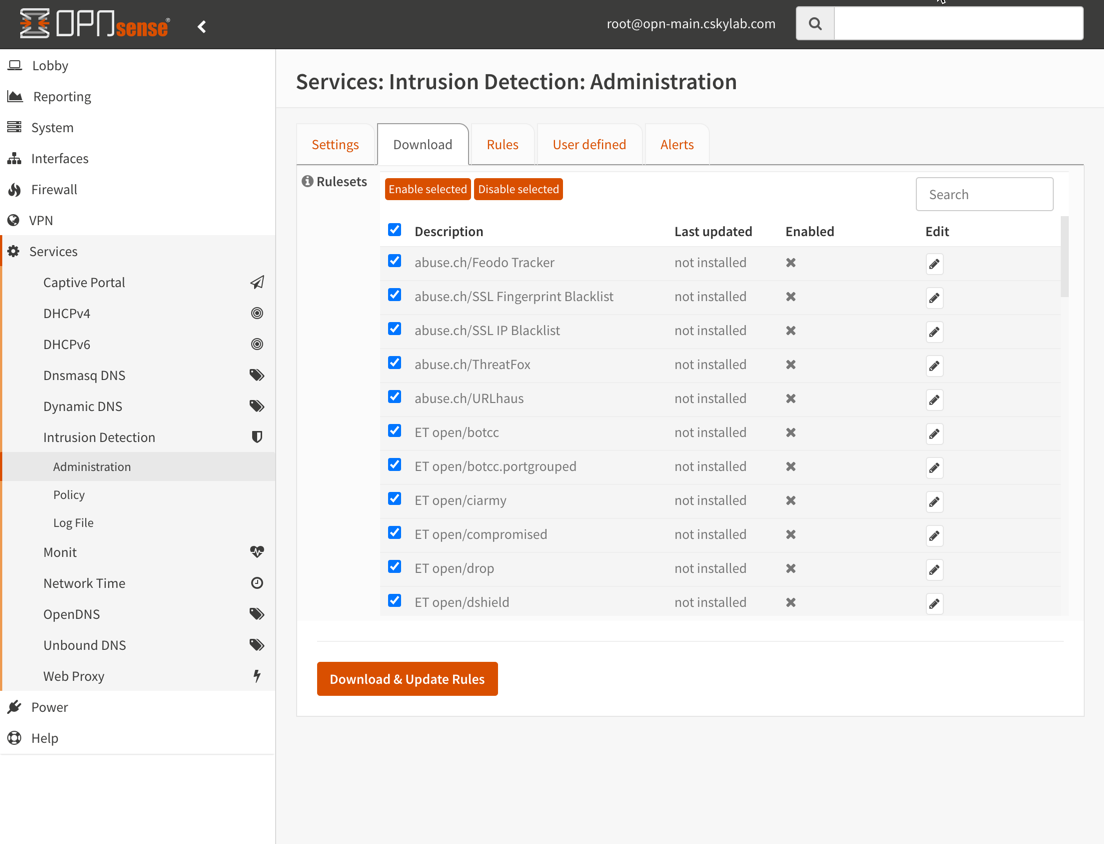 OPNsense
root@opn-main.cskylab.com
Lobby
Reporting
System
Interfaces
Firewall
VPN
Services
Captive Portal
DHCPv4
DHCPv6
Dnsmasq DNS
Dynamic DNS
Intrusion Detection
Administration
Policy
Log File
Monit
Network Time
OpenDNS
Unbound DNS
Web Proxy
Power
Help
Services: Intrusion Detection: Administration
Settings Download Rules User defined Alerts
Rulesets
Enable selected Disable selected
Search
Description Last updated Enabled Edit
abuse.ch/Feodo Tracker not installed
abuse.ch/SSL Fingerprint Blacklist not installed
abuse.ch/SSL IP Blacklist not installed
abuse.ch/ThreatFox not installed
abuse.ch/URLhaus not installed
ET open/botcc not installed
ET open/botcc.portgrouped not installed
ET open/ciarmy not installed
ET open/compromised not installed
ET open/drop not installed
ET open/dshield not installed
Download & Update Rules